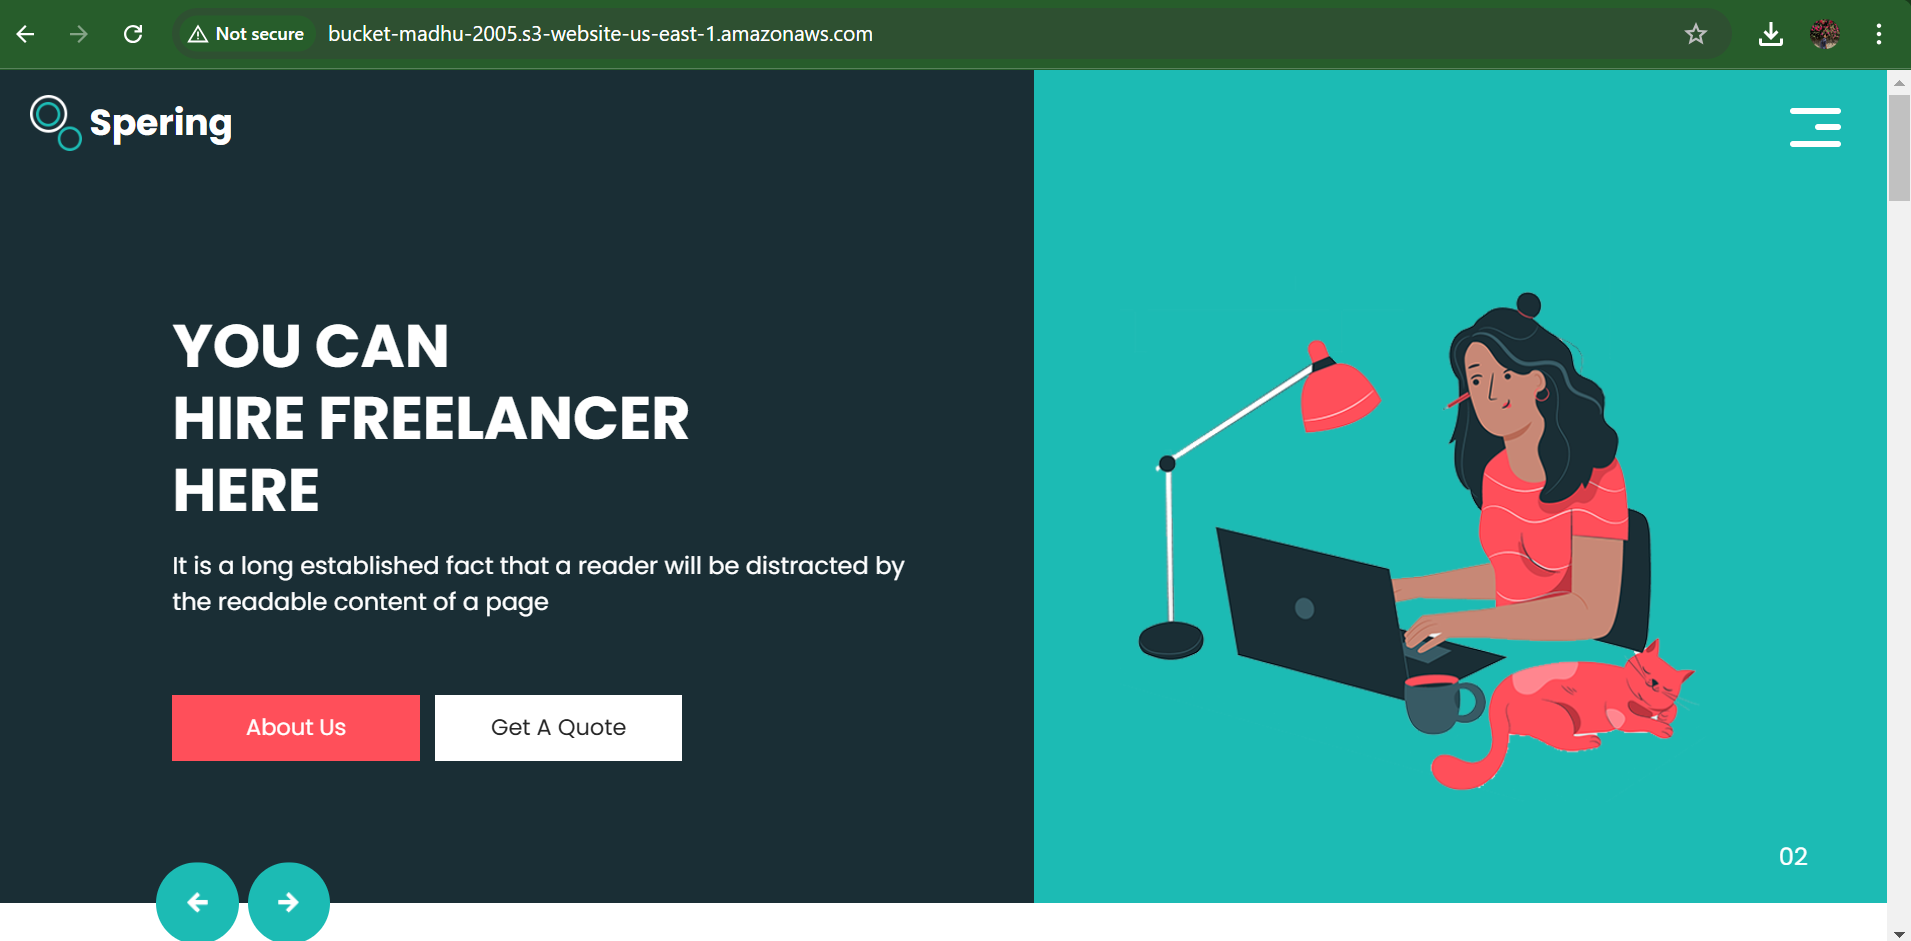 Not secure
bucket-madhu-2005.s3-website-us-east-1.amazonaws.com
Spering
YOU CAN
HIRE FREELANCER
HERE
It is a long established fact that a reader will be distracted by
the readable content of a page
About Us
Get A Quote
02